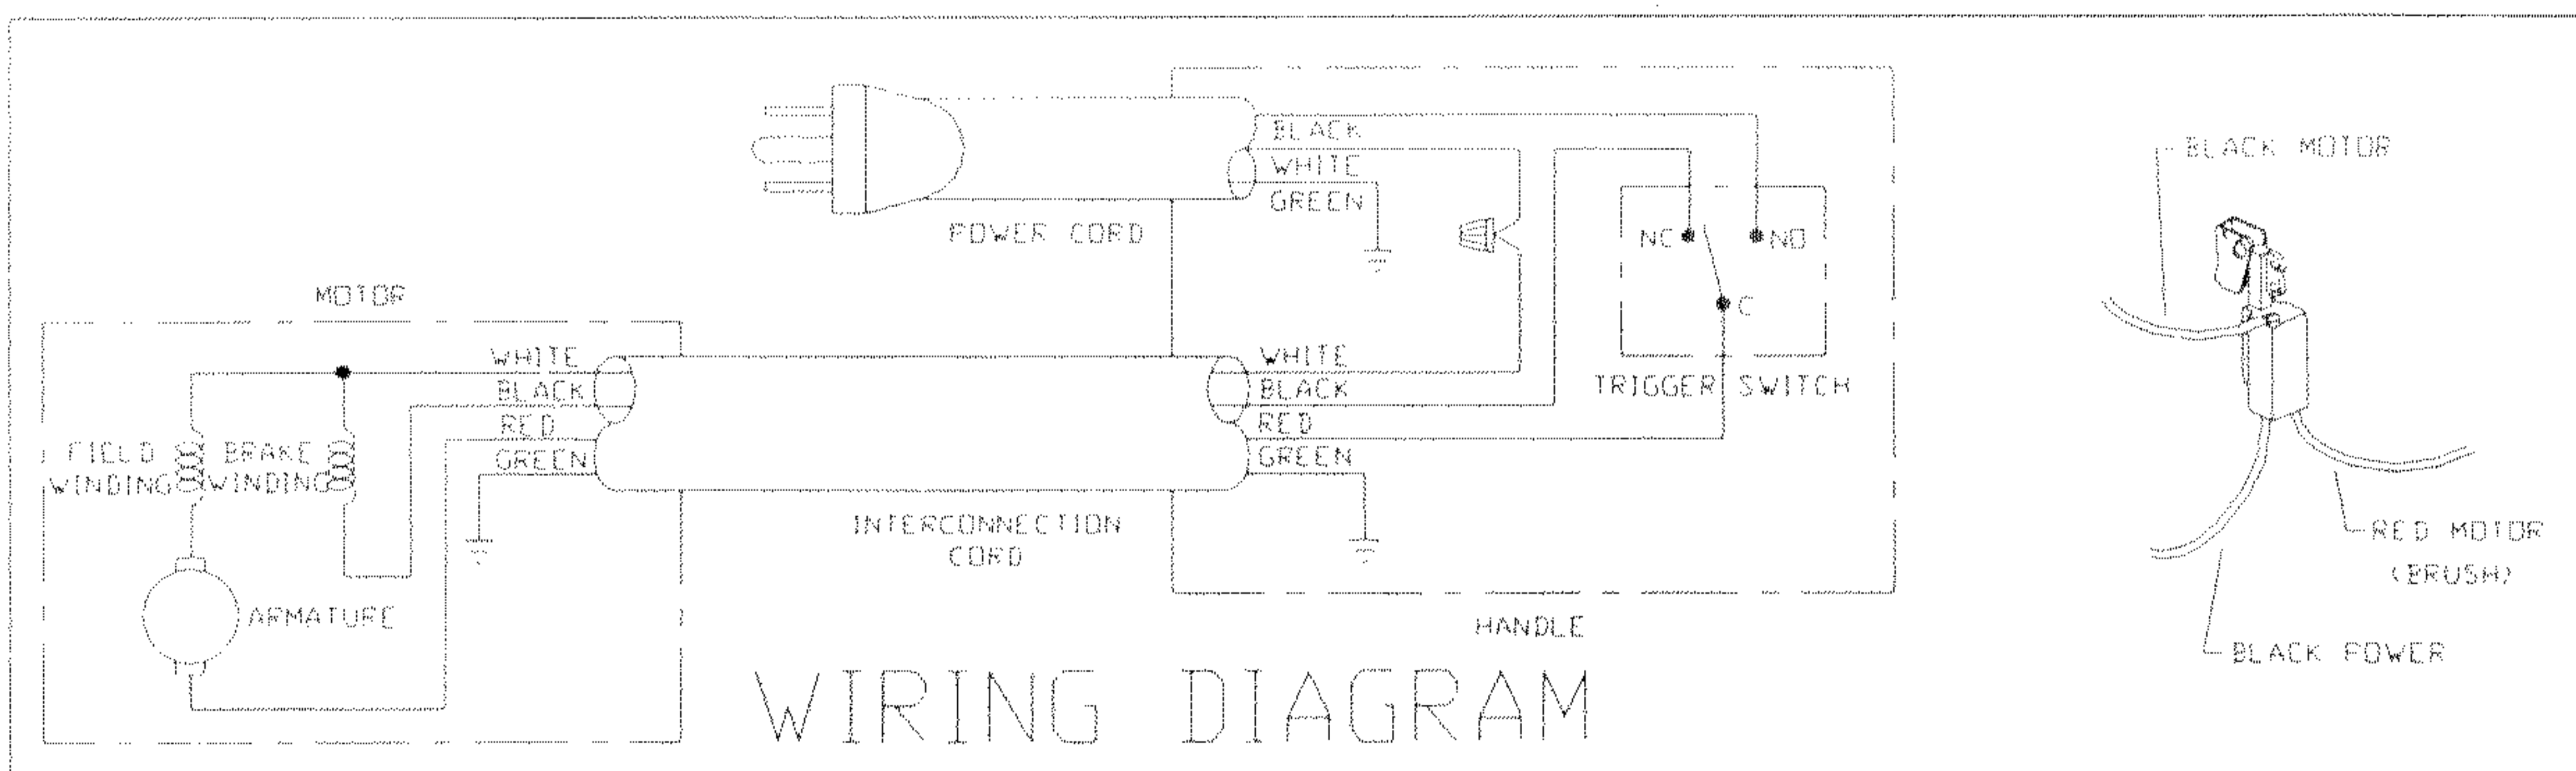 BLACK
WHITE
GREEN
POWER CORD
NC
NO
C
TRIGGER SWITCH
MOTOR
WHITE
BLACK
RED
GREEN
FIELD WINDING
BRAKE WINDING
ARMATURE
INTERCONNECTION
CORD
WHITE
BLACK
RED
GREEN
HANDLE
WIRING DIAGRAM
BLACK MOTOR
RED MOTOR
(BRUSH)
BLACK POWER